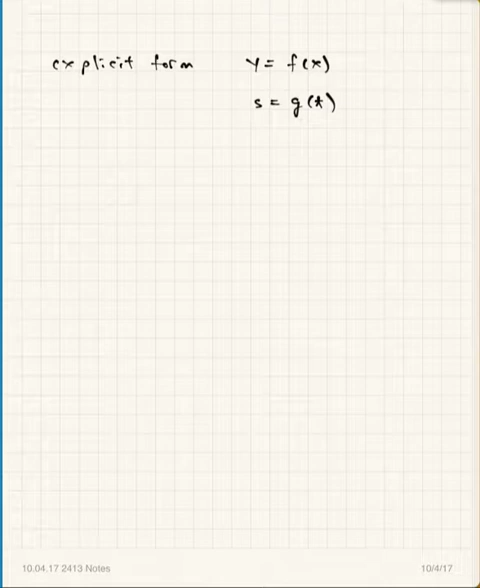 explicit form y = f(x)
s = g(t)
10.04.17 2413 Notes 10/4/17